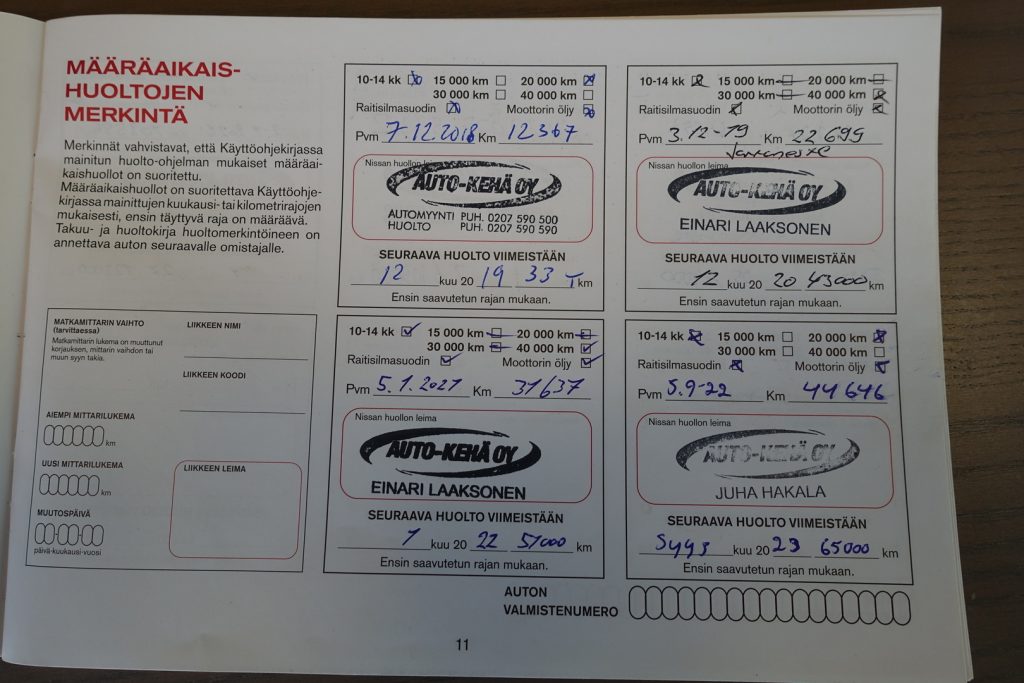 MÄÄRÄAIKAIS-
HUOLTOJEN
MERKINTÄ
Merkinnät vahvistavat, että Käyttöohjekirjassa
mainitun huolto-ohjelman mukaiset määräai-
kaishuollot on suoritettu.
Määräaikaishuollot on suoritettava Käyttöohje-
kirjassa mainittujen kuukausi- tai kilometrirajojen
mukaisesti, ensin täyttyvä raja on määräävä.
Takuu- ja huoltokirja huoltomerkintöineen on
annettava auton seuraavalle omistajalle.
MATKAMITTARIN VAIHTO
(tarvittaessa)
Matkamittarin lukema on muuttunut
korjauksen, mittarin vaihdon tai
muun syyn takia.
LIIKKEEN NIMI
LIIKKEEN KOODI
AIEMPI MITTARILUKEMA
km
UUSI MITTARILUKEMA
km
MUUTOSPÄIVÄ
päivä-kuukausi-vuosi
LIIKKEEN LEIMA
10-14 kk 15 000 km 20 000 km
30 000 km 40 000 km
Raitisilmasuodin Moottorin öljy
Pvm 7.12.2018 Km 12367
Nissan huollon leima
AUTO-KEHÄ OY
AUTOMYYNTI PUH. 0207 590 500
HUOLTO PUH. 0207 590 590
SEURAAVA HUOLTO VIIMEISTÄÄN
12 kuu 20 19 33 T km
Ensin saavutetun rajan mukaan.
10-14 kk 15 000 km 20 000 km
30 000 km 40 000 km
Raitisilmasuodin Moottorin öljy
Pvm 3.12-19 Km 22699
Jarruneste
Nissan huollon leima
AUTO-KEHÄ OY
EINARI LAAKSONEN
SEURAAVA HUOLTO VIIMEISTÄÄN
12 kuu 20 20 43000 km
Ensin saavutetun rajan mukaan.
10-14 kk 15 000 km 20 000 km
30 000 km 40 000 km
Raitisilmasuodin Moottorin öljy
Pvm 5.1.2021 Km 31637
Nissan huollon leima
AUTO-KEHÄ OY
EINARI LAAKSONEN
SEURAAVA HUOLTO VIIMEISTÄÄN
1 kuu 20 22 51000 km
Ensin saavutetun rajan mukaan.
10-14 kk 15 000 km 20 000 km
30 000 km 40 000 km
Raitisilmasuodin Moottorin öljy
Pvm 5.9-22 Km 44646
Nissan huollon leima
AUTO-KEHÄ OY
JUHA HAKALA
SEURAAVA HUOLTO VIIMEISTÄÄN
Syys kuu 20 23 65000 km
Ensin saavutetun rajan mukaan.
AUTON
VALMISTENUMERO
11